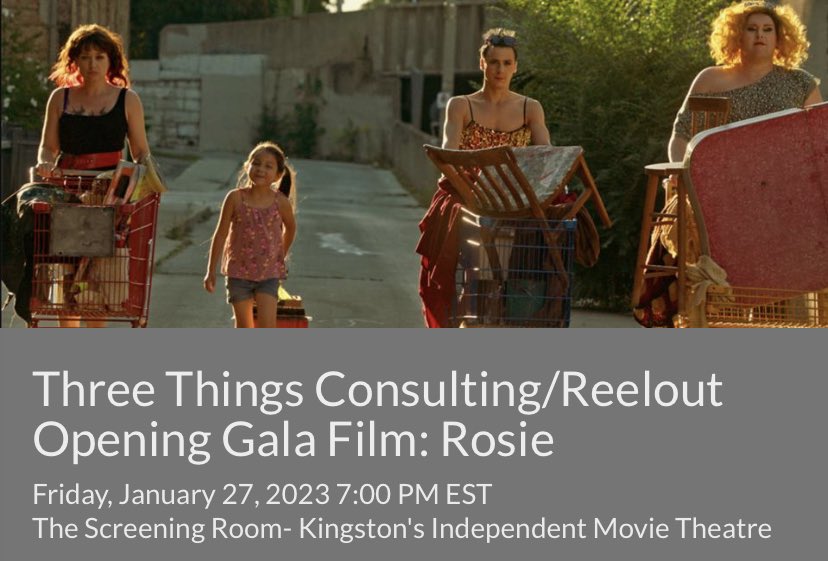 Three Things Consulting/Reelout
Opening Gala Film: Rosie
Friday, January 27, 2023 7:00 PM EST
The Screening Room- Kingston's Independent Movie Theatre